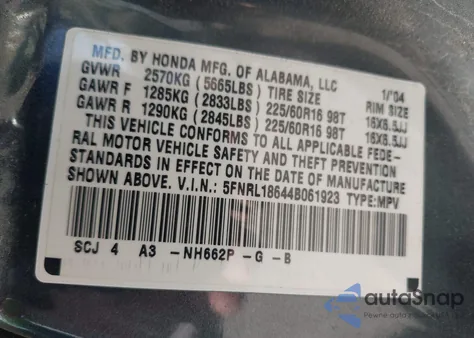 MFD. BY HONDA MFG. OF ALABAMA, LLC 1/'04
GVWR 2570KG (5665LBS) TIRE SIZE RIM SIZE
GAWR F 1285KG (2833LBS) 225/60R16 98T 16X6.5JJ
GAWR R 1290KG (2845LBS) 225/60R16 98T 16X6.5JJ
THIS VEHICLE CONFORMS TO ALL APPLICABLE FEDE-
RAL MOTOR VEHICLE SAFETY AND THEFT PREVENTION
STANDARDS IN EFFECT ON THE DATE OF MANUFACTURE
SHOWN ABOVE. V.I.N.: 5FNRL18644B061923 TYPE:MPV
SCJ 4 A3 -NH662P -G -B
autoSnap
Pewne auto z